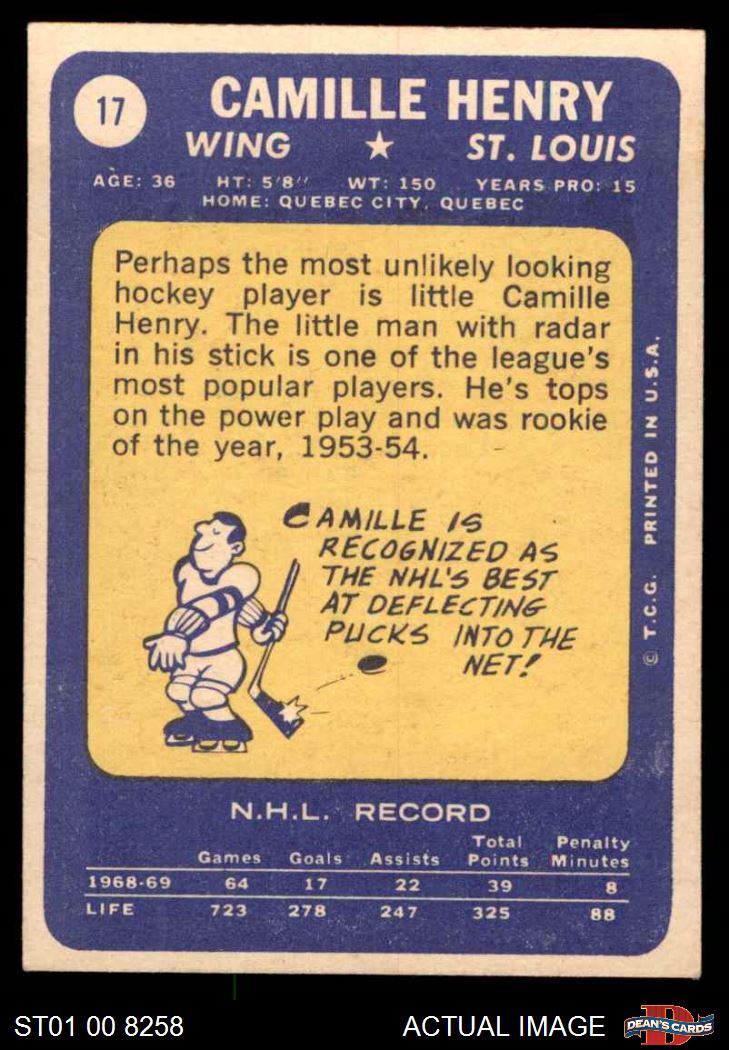 17
CAMILLE HENRY
WING ★ ST. LOUIS
AGE: 36 HT: 5'8" WT: 150 YEARS PRO: 15
HOME: QUEBEC CITY, QUEBEC
Perhaps the most unlikely looking
hockey player is little Camille
Henry. The little man with radar
in his stick is one of the league's
most popular players. He's tops
on the power play and was rookie
of the year, 1953-54.
CAMILLE IS
RECOGNIZED AS
THE NHL'S BEST
AT DEFLECTING
PUCKS INTO THE
NET!
© T.C.G. PRINTED IN U.S.A.
N.H.L. RECORD
Games Goals Assists Total Points Penalty Minutes
1968-69 64 17 22 39 8
LIFE 723 278 247 325 88
ST01 00 8258 ACTUAL IMAGE D DEAN'S CARDS